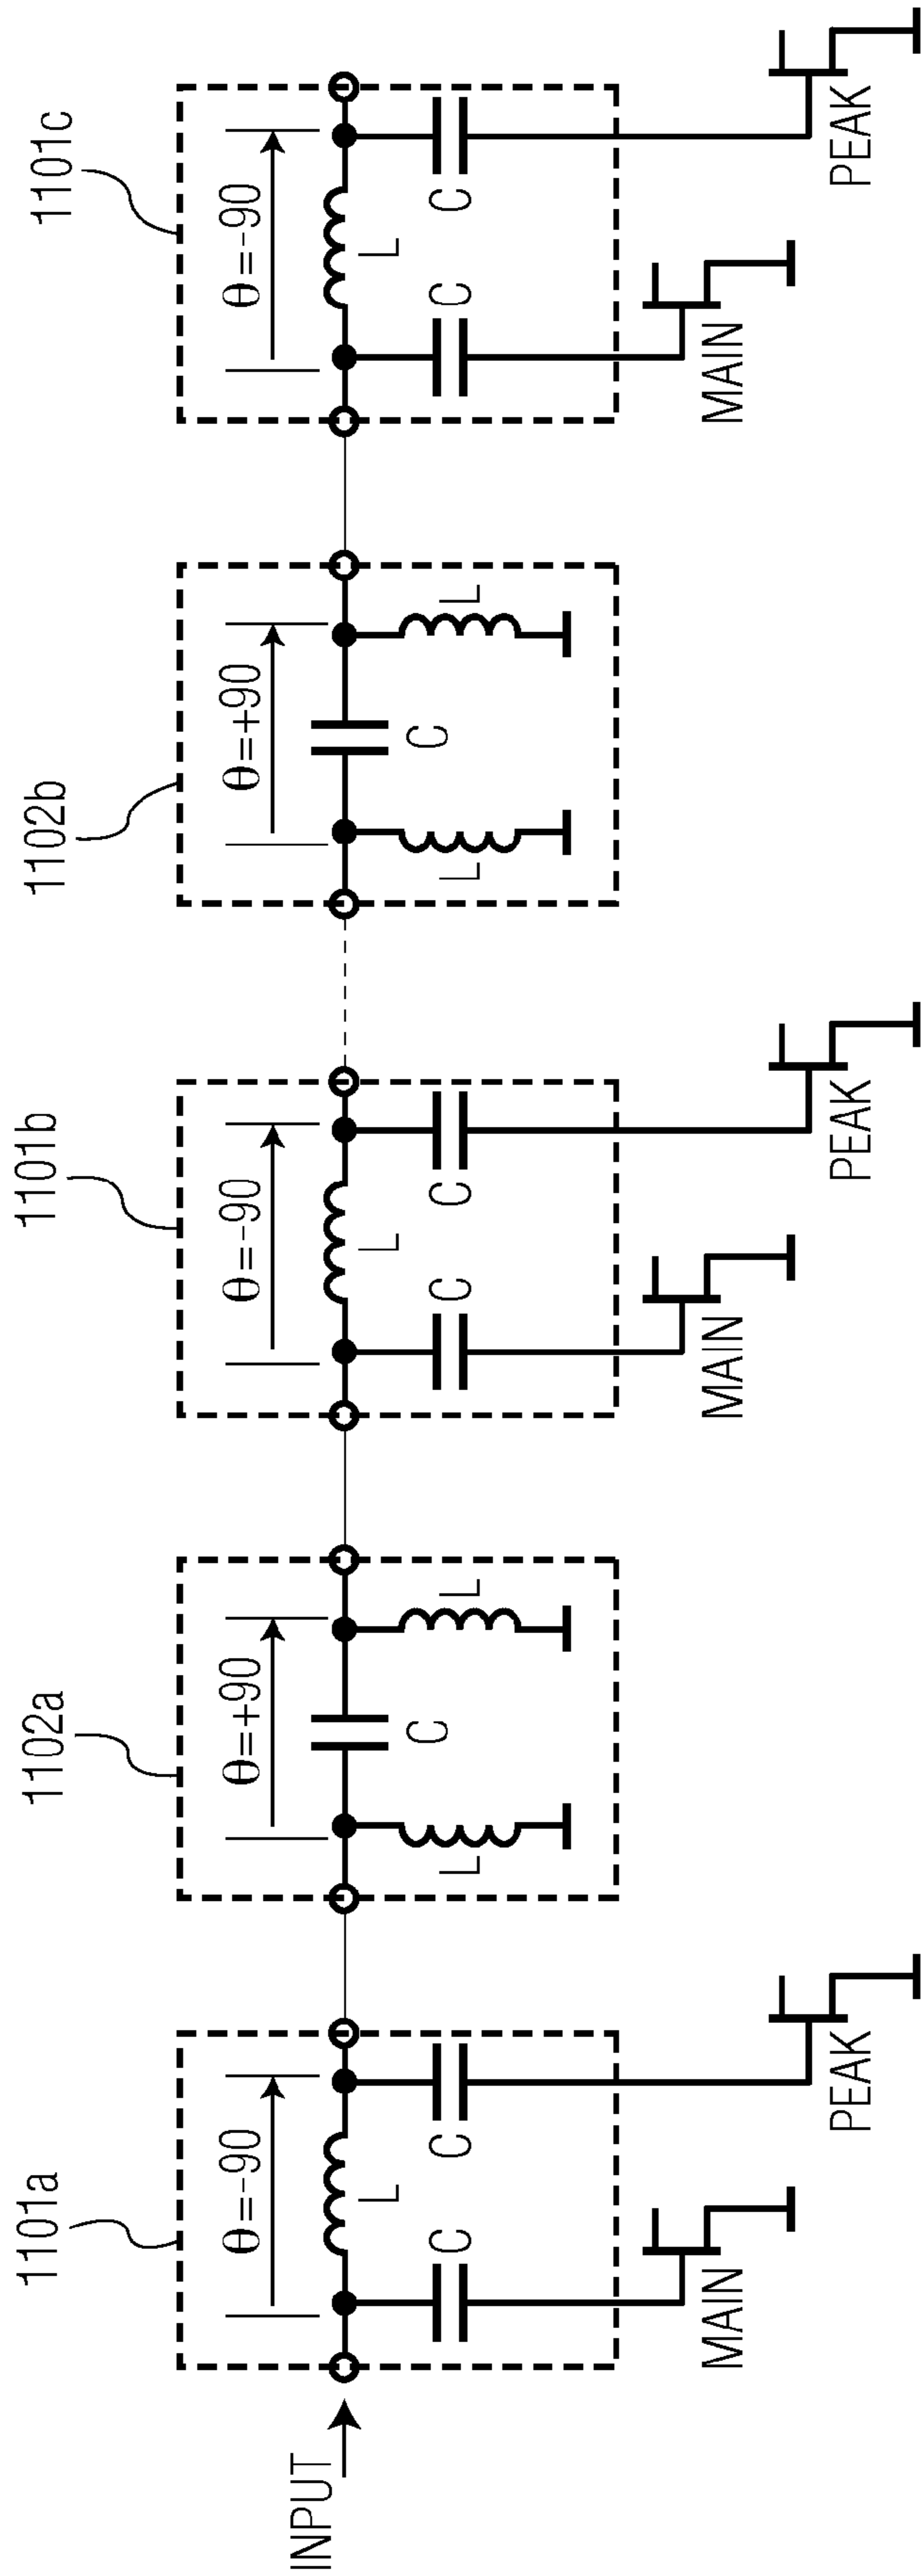 1101a
1102a
1101b
1102b
1101c
θ=-90
θ=+90
θ=-90
θ=+90
θ=-90
INPUT
L
C
L
C
L
C
C
L
L
C
C
L
L
C
C
MAIN
PEAK
MAIN
PEAK
MAIN
PEAK